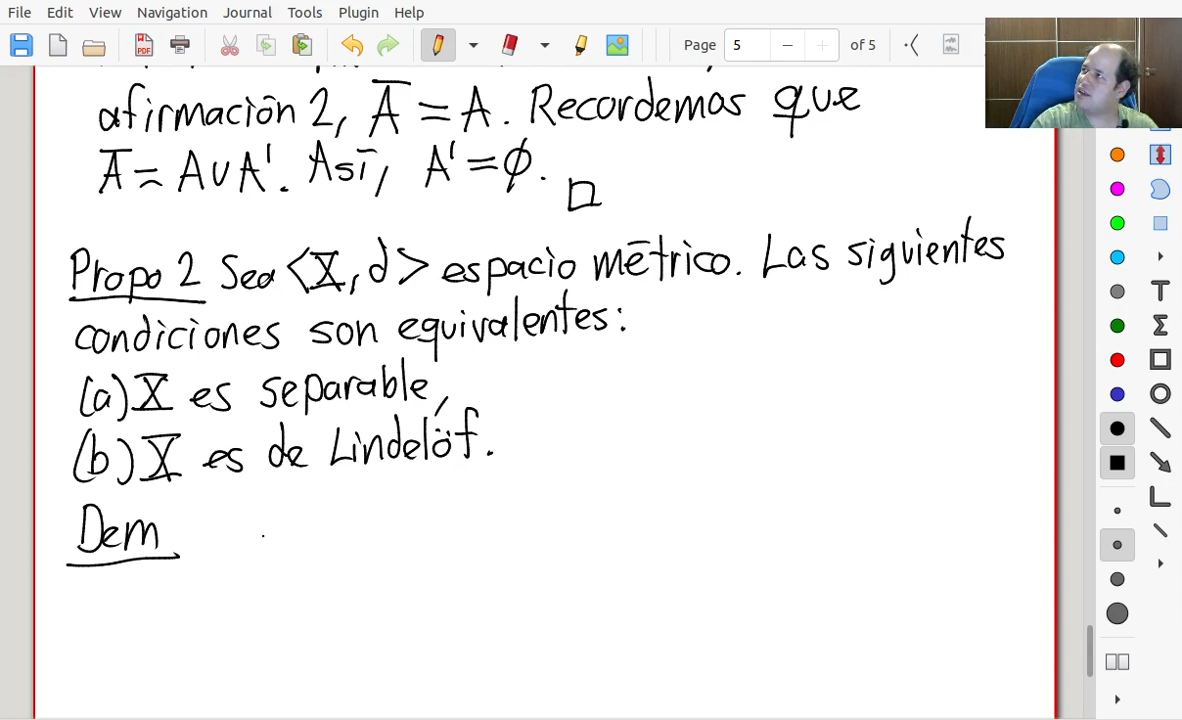 File Edit View Navigation Journal Tools Plugin Help
Page 5 of 5
afirmación 2, A̅ = A. Recordemos que
A̅ = A ∪ A'. Así, A' = ∅. □
Propo 2 Sea <X, d> espacio métrico. Las siguientes
condiciones son equivalentes:
(a) X es separable,
(b) X es de Lindelöf.
Dem